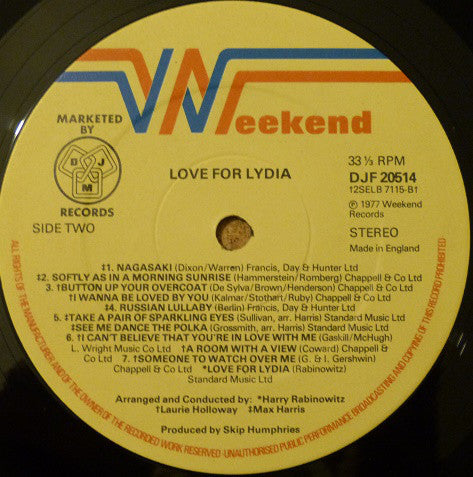 Weekend
MARKETED
BY
DJM
RECORDS
SIDE TWO
LOVE FOR LYDIA
33⅓ RPM
DJF 20514
†2SELB 7115-B†
℗ 1977 Weekend
Records
STEREO
Made in England
‡1. NAGASAKI (Dixon/Warren) Francis, Day & Hunter Ltd
‡2. SOFTLY AS IN A MORNING SUNRISE (Hammerstein/Romberg) Chappell & Co Ltd
3. †BUTTON UP YOUR OVERCOAT (De Sylva/Brown/Henderson) Chappell & Co Ltd
†I WANNA BE LOVED BY YOU (Kalmar/Stothart/Ruby) Chappell & Co Ltd
‡4. RUSSIAN LULLABY (Berlin) Francis, Day & Hunter Ltd
5. ‡TAKE A PAIR OF SPARKLING EYES (Sullivan, arr. Harris) Standard Music Ltd
‡SEE ME DANCE THE POLKA (Grossmith, arr. Harris) Standard Music Ltd
6. †I CAN'T BELIEVE THAT YOU'RE IN LOVE WITH ME (Gaskill/McHugh)
L. Wright Music Co Ltd †A ROOM WITH A VIEW (Coward) Chappell & Co Ltd
7. †SOMEONE TO WATCH OVER ME (G. & I. Gershwin)
Chappell & Co Ltd *LOVE FOR LYDIA (Rabinowitz)
Standard Music Ltd
Arranged and Conducted by: *Harry Rabinowitz
†Laurie Holloway ‡Max Harris
Produced by Skip Humphries
ALL RIGHTS OF THE MANUFACTURER AND OF THE OWNER OF THE RECORDED WORK RESERVED · UNAUTHORISED PUBLIC PERFORMANCE BROADCASTING AND COPYING OF THIS RECORD PROHIBITED